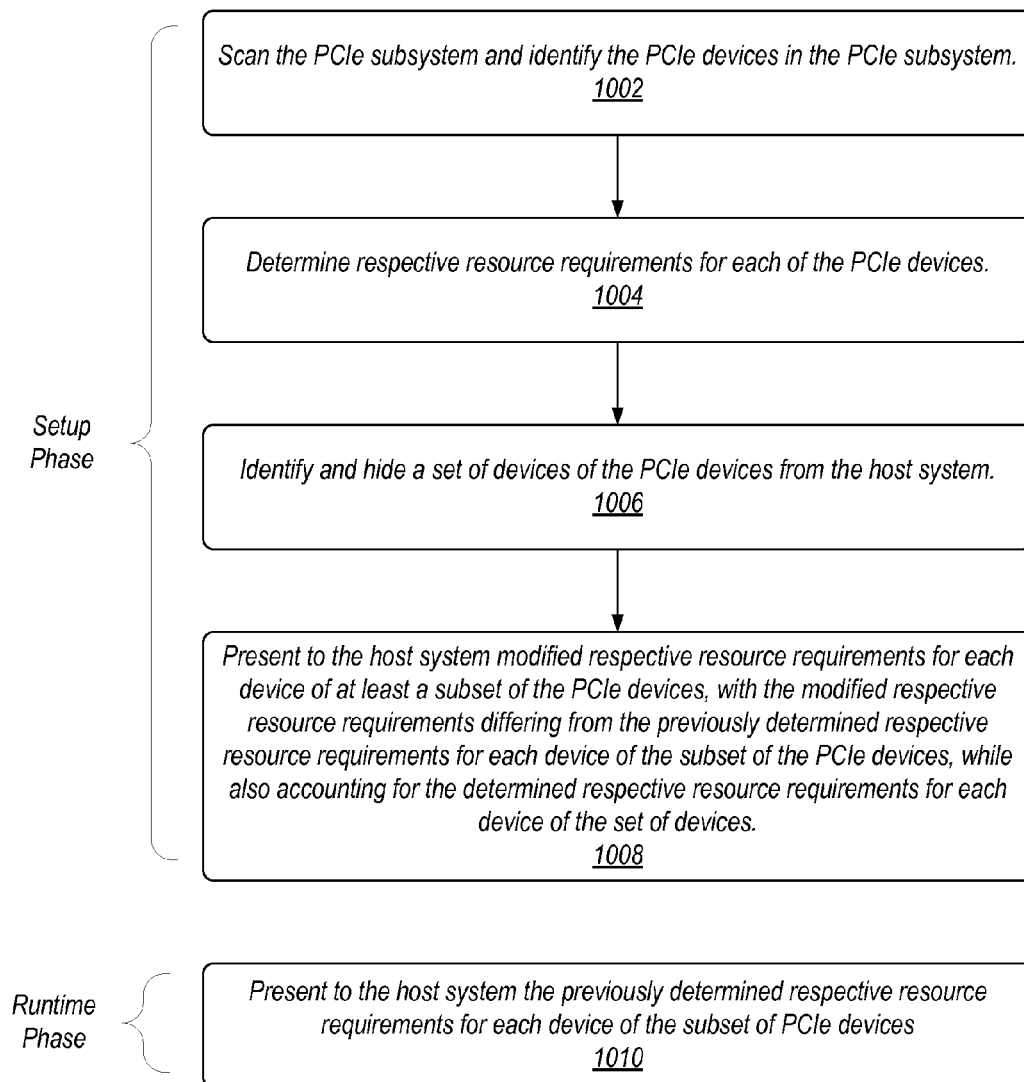 Scan the PCIe subsystem and identify the PCIe devices in the PCIe subsystem.
1002
Determine respective resource requirements for each of the PCIe devices.
1004
Setup
Phase
Identify and hide a set of devices of the PCIe devices from the host system.
1006
Present to the host system modified respective resource requirements for each
device of at least a subset of the PCIe devices, with the modified respective
resource requirements differing from the previously determined respective
resource requirements for each device of the subset of the PCIe devices, while
also accounting for the determined respective resource requirements for each
device of the set of devices.
1008
Runtime
Phase
Present to the host system the previously determined respective resource
requirements for each device of the subset of PCIe devices
1010